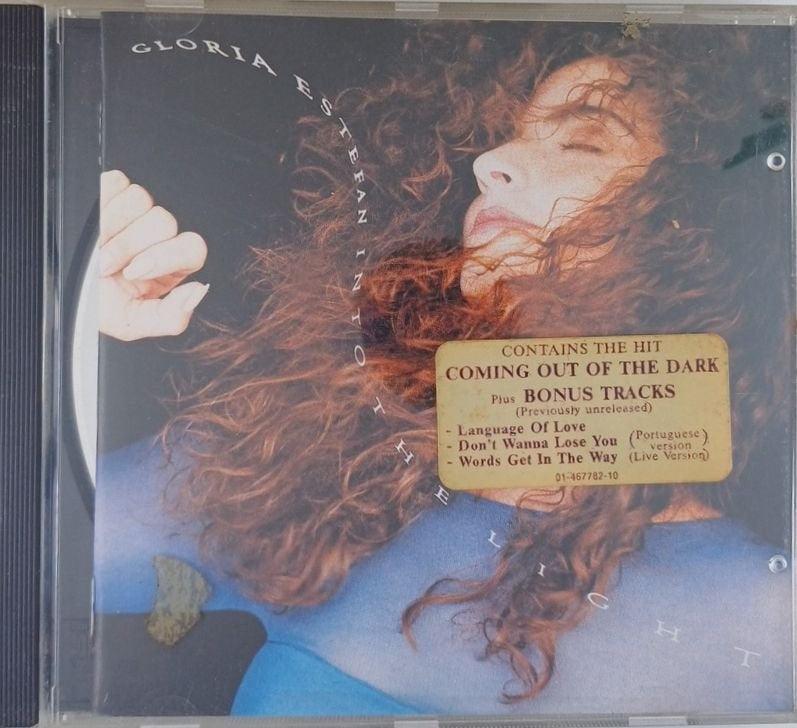 GLORIA ESTEFAN INTO THE LIGHT
CONTAINS THE HIT
COMING OUT OF THE DARK
Plus BONUS TRACKS
(Previously unreleased)
- Language Of Love
- Don't Wanna Lose You (Portuguese version)
- Words Get In The Way (Live Version)
01-467782-10